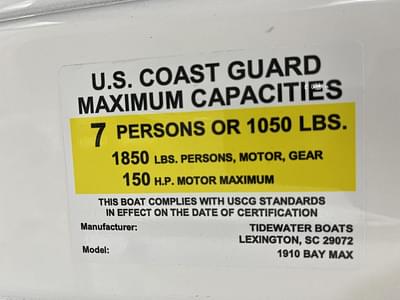 U.S. COAST GUARD
MAXIMUM CAPACITIES
7 PERSONS OR 1050 LBS.
1850 LBS. PERSONS, MOTOR, GEAR
150 H.P. MOTOR MAXIMUM
THIS BOAT COMPLIES WITH USCG STANDARDS
IN EFFECT ON THE DATE OF CERTIFICATION
Manufacturer: TIDEWATER BOATS
LEXINGTON, SC 29072
Model: 1910 BAY MAX